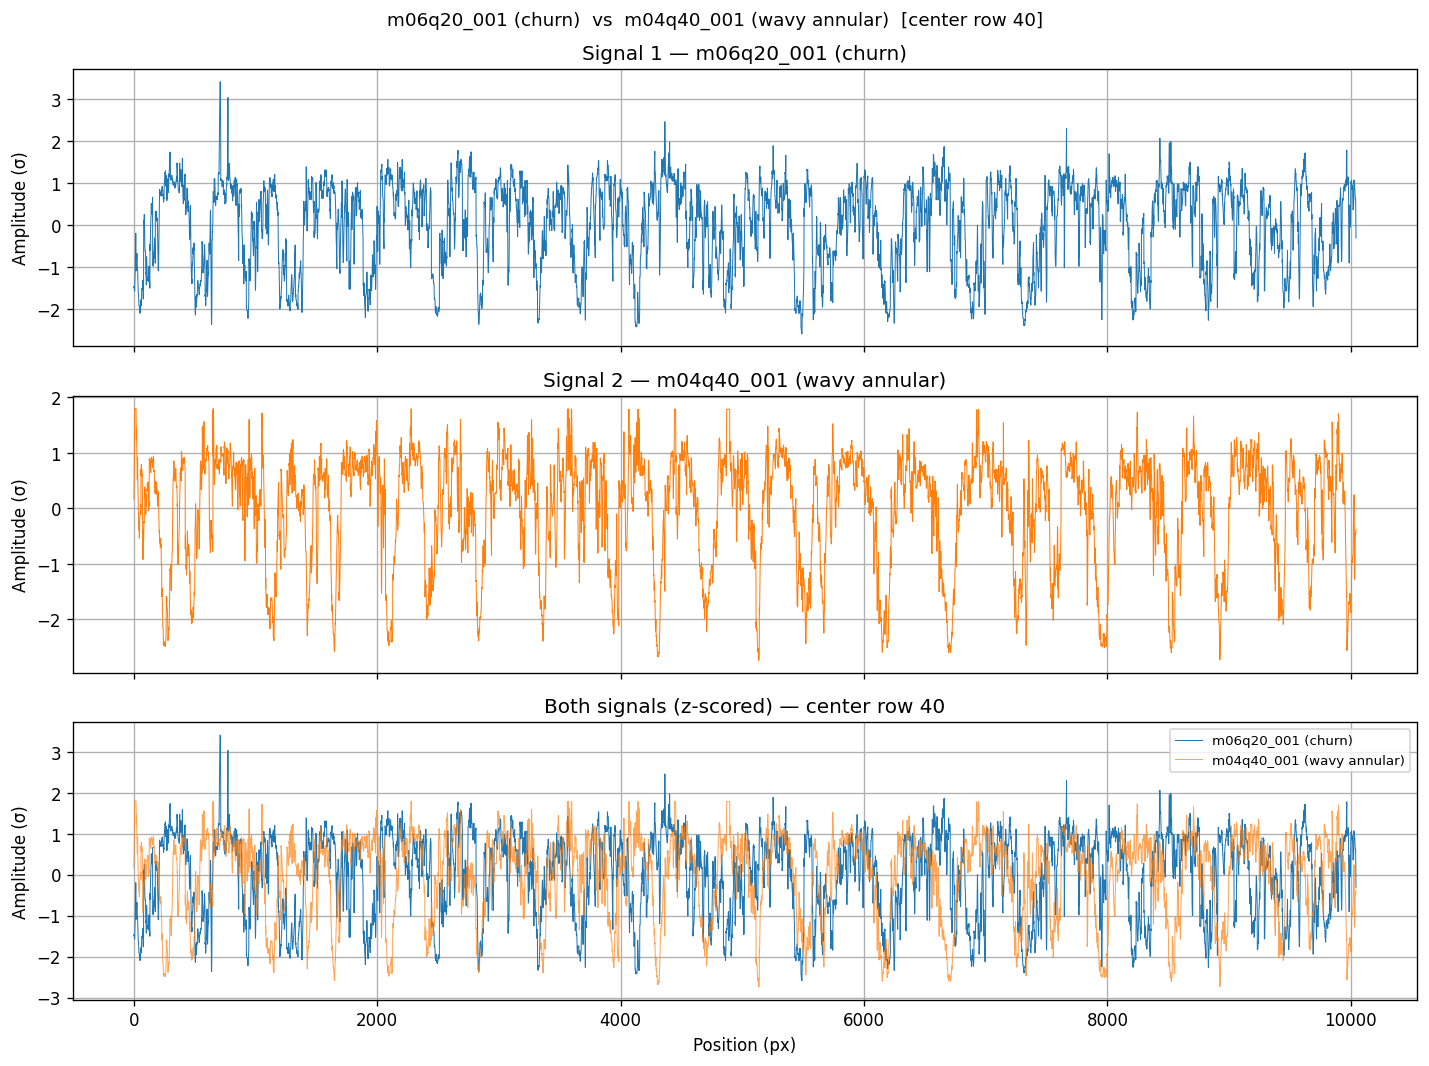 m06q20_001 (churn)  vs  m04q40_001 (wavy annular)  [center row 40]
Signal 1 — m06q20_001 (churn)
Amplitude (σ)
3
2
1
0
−1
−2
Signal 2 — m04q40_001 (wavy annular)
Amplitude (σ)
2
1
0
−1
−2
Both signals (z-scored) — center row 40
Amplitude (σ)
3
2
1
0
−1
−2
−3
m06q20_001 (churn)
m04q40_001 (wavy annular)
0 2000 4000 6000 8000 10000
Position (px)